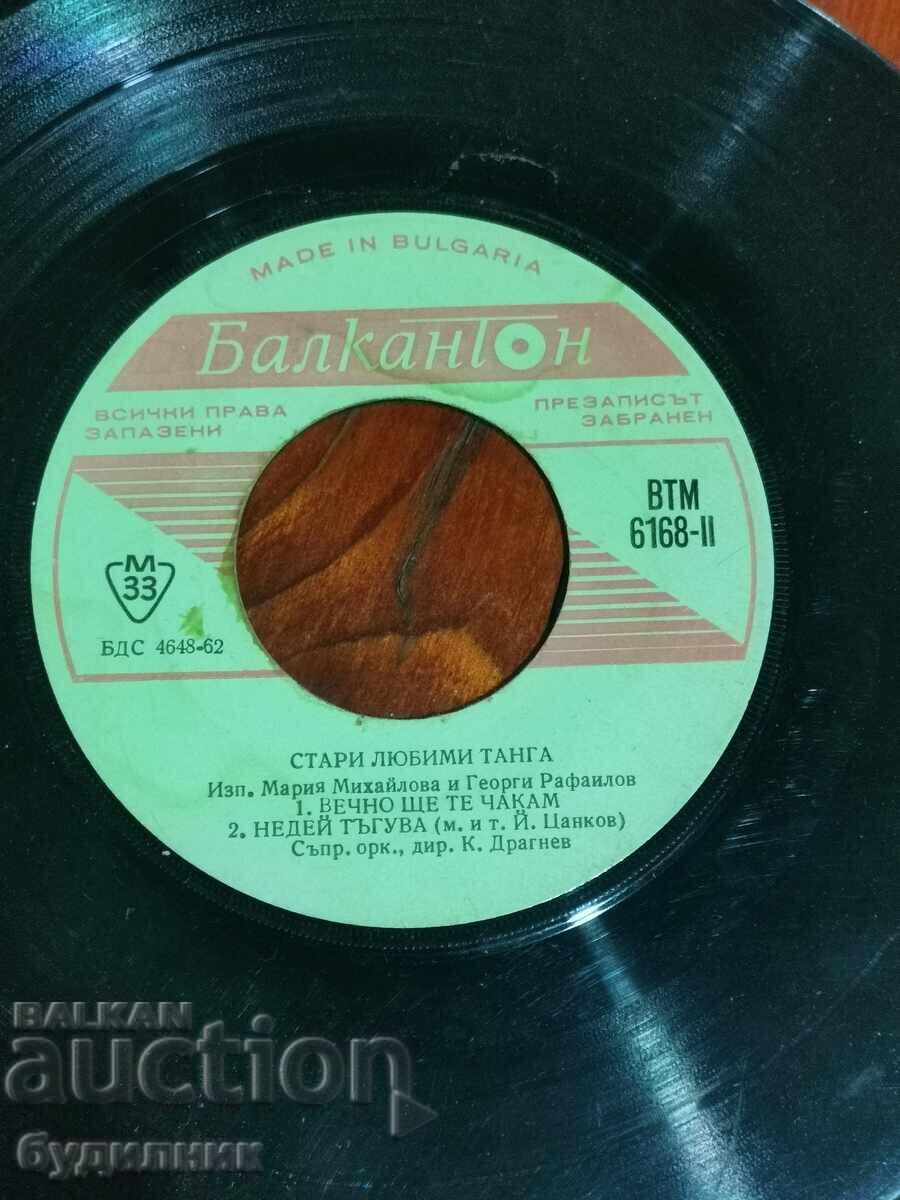 MADE IN BULGARIA
Балкантон
ВСИЧКИ ПРАВА
ЗАПАЗЕНИ
ПРЕЗАПИСЪТ
ЗАБРАНЕН
ВТМ
6168-II
М
33
БДС 4648-62
СТАРИ ЛЮБИМИ ТАНГА
Изп. Мария Михайлова и Георги Рафаилов
1. ВЕЧНО ЩЕ ТЕ ЧАКАМ
2. НЕДЕЙ ТЪГУВА (м. и т. Й. Цанков)
Съпр. орк., дир. К. Драгнев
BALKAN
auction
будилник